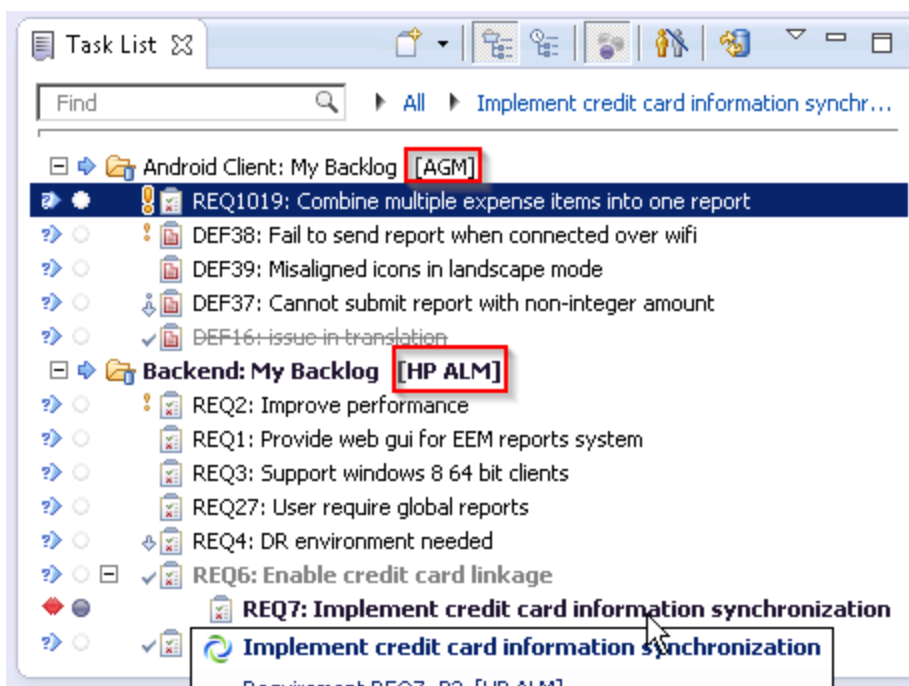 Task List
Find All Implement credit card information synchr...
Android Client: My Backlog [AGM]
REQ1019: Combine multiple expense items into one report
DEF38: Fail to send report when connected over wifi
DEF39: Misaligned icons in landscape mode
DEF37: Cannot submit report with non-integer amount
DEF16: issue in translation
Backend: My Backlog [HP ALM]
REQ2: Improve performance
REQ1: Provide web gui for EEM reports system
REQ3: Support windows 8 64 bit clients
REQ27: User require global reports
REQ4: DR environment needed
REQ6: Enable credit card linkage
REQ7: Implement credit card information synchronization
Implement credit card information synchronization
Requirement REQ7, P3, [HP ALM]